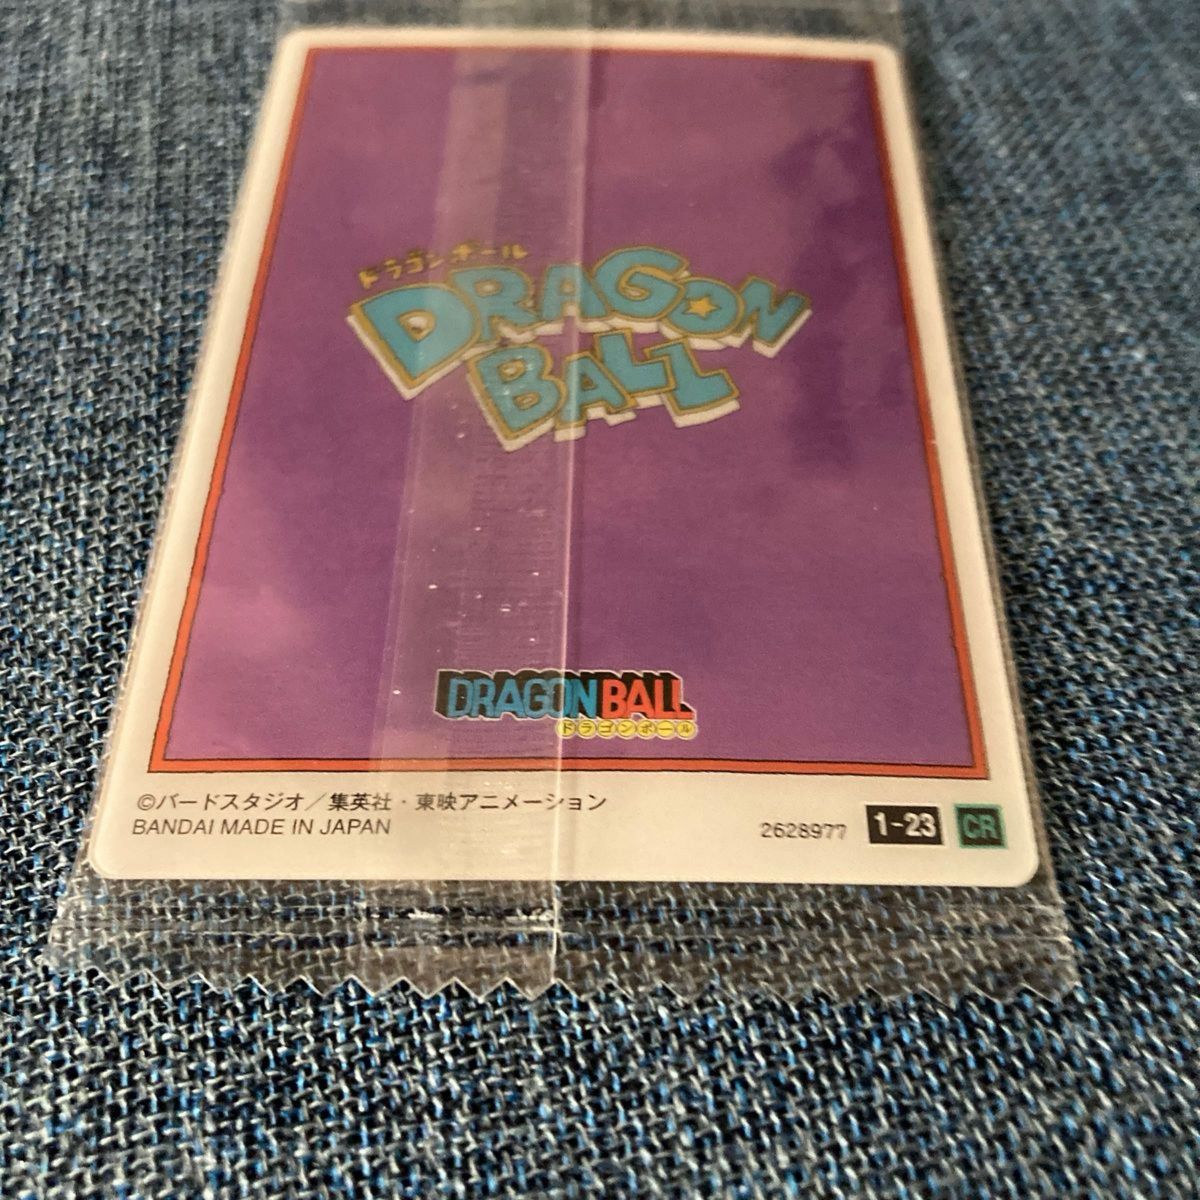 ドラゴンボール
DRAGON
BALL
DRAGON BALL
ドラゴンボール
©バードスタジオ／集英社・東映アニメーション
BANDAI MADE IN JAPAN
2628977 1-23 CR